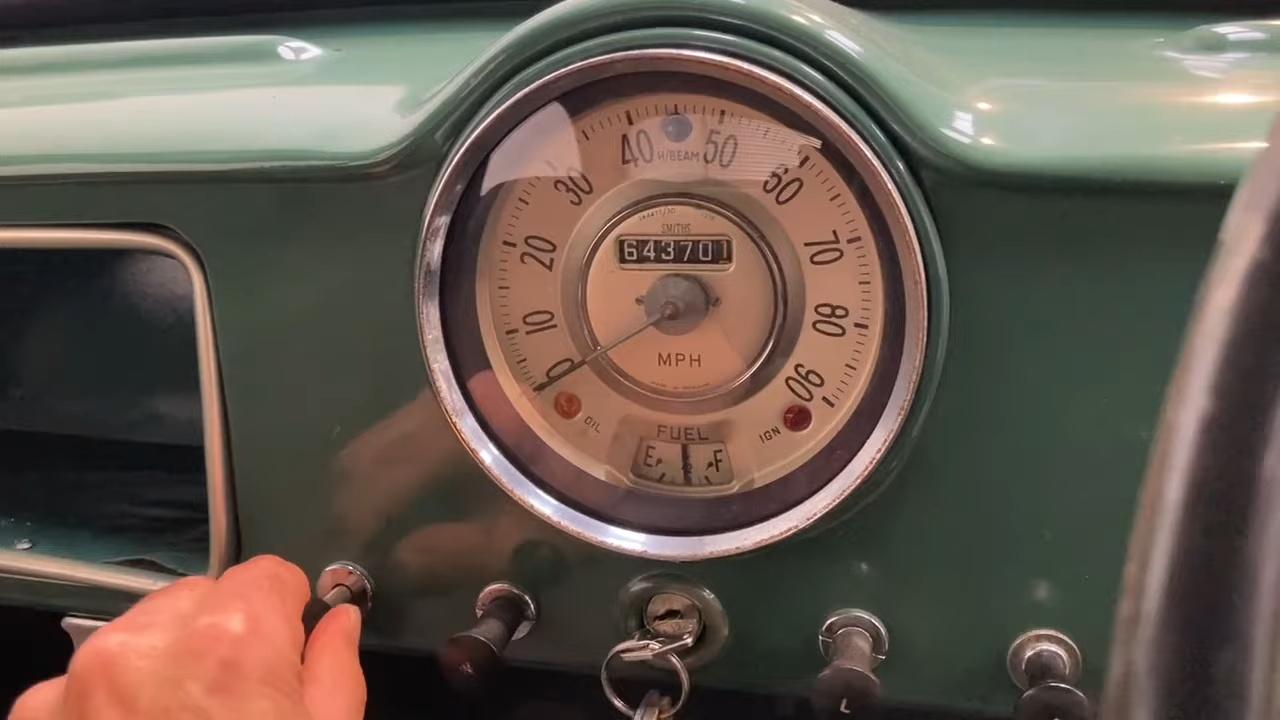 40 H/BEAM 50
30 60
SMITHS
643701
20 70
10 80
MPH
0 90
OIL IGN
FUEL
E F
L